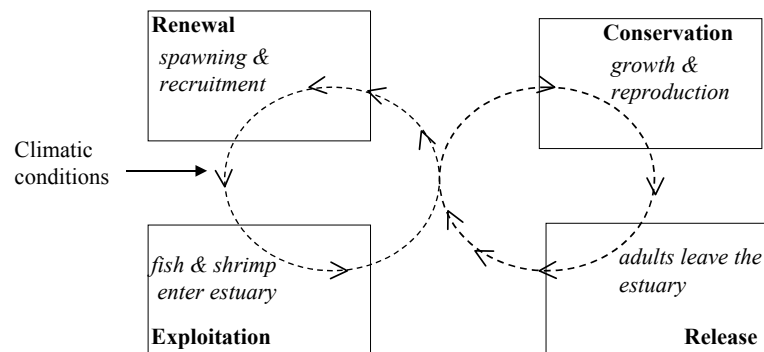 Renewal
spawning &
recruitment
Conservation
growth &
reproduction
Climatic
conditions
fish & shrimp
enter estuary
Exploitation
adults leave the
estuary
Release